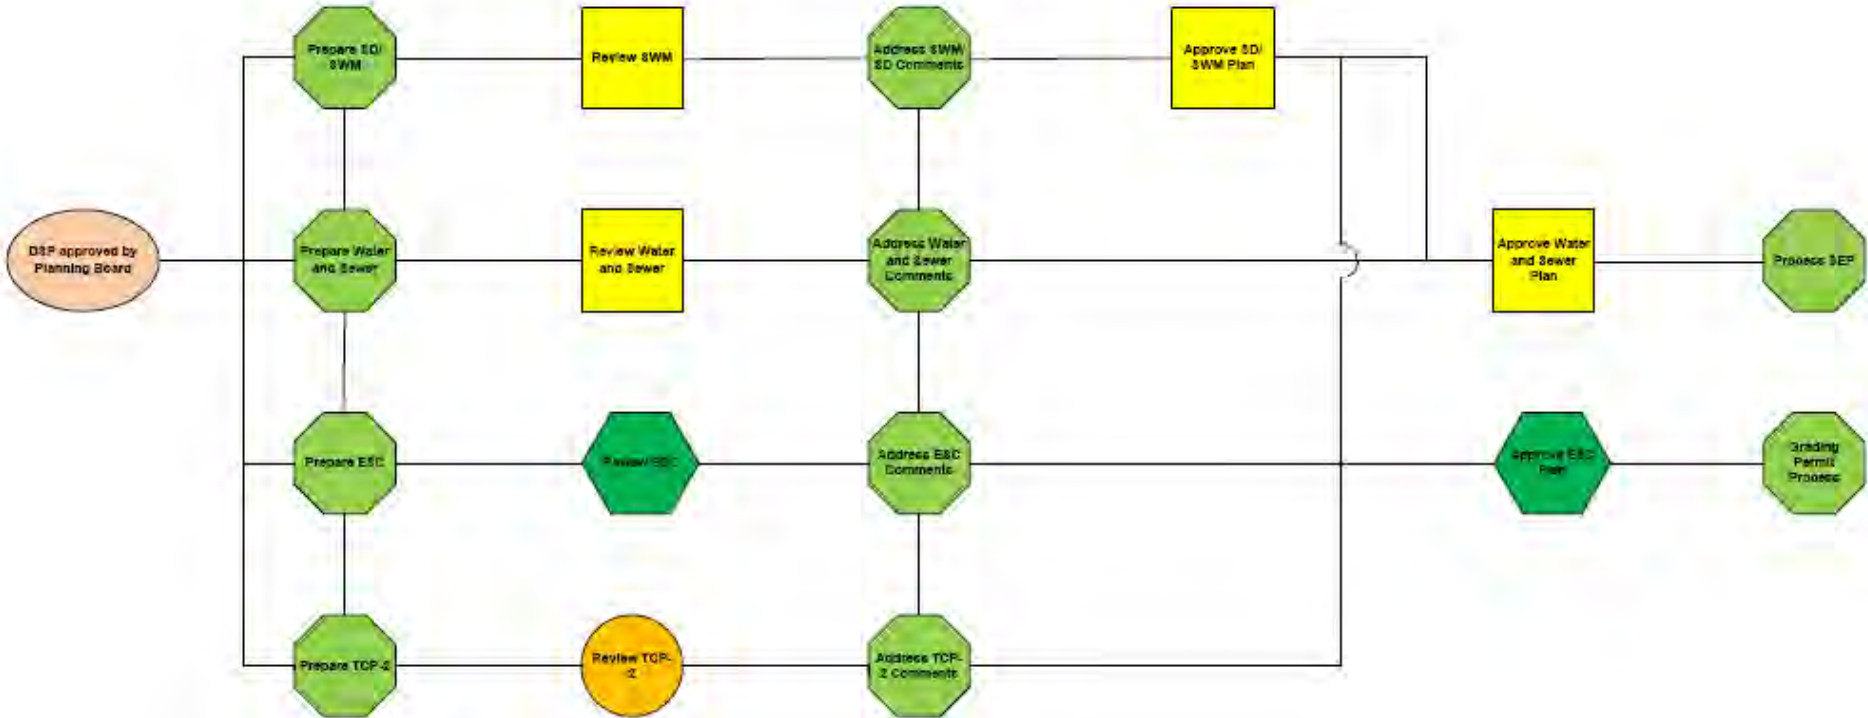 Prepare SD/
SWM
Review SWM
Address SWM/
SD Comments
Approve SD/
SWM Plan
DSP approved by
Planning Board
Prepare Water
and Sewer
Review Water
and Sewer
Address Water
and Sewer
Comments
Approve Water
and Sewer
Plan
Process SEP
Prepare ESC
Review ESC
Address E&C
Comments
Approve ESC
Plan
Grading
Permit
Process
Prepare TCP-2
Review TCP-
2
Address TCP-
2 Comments